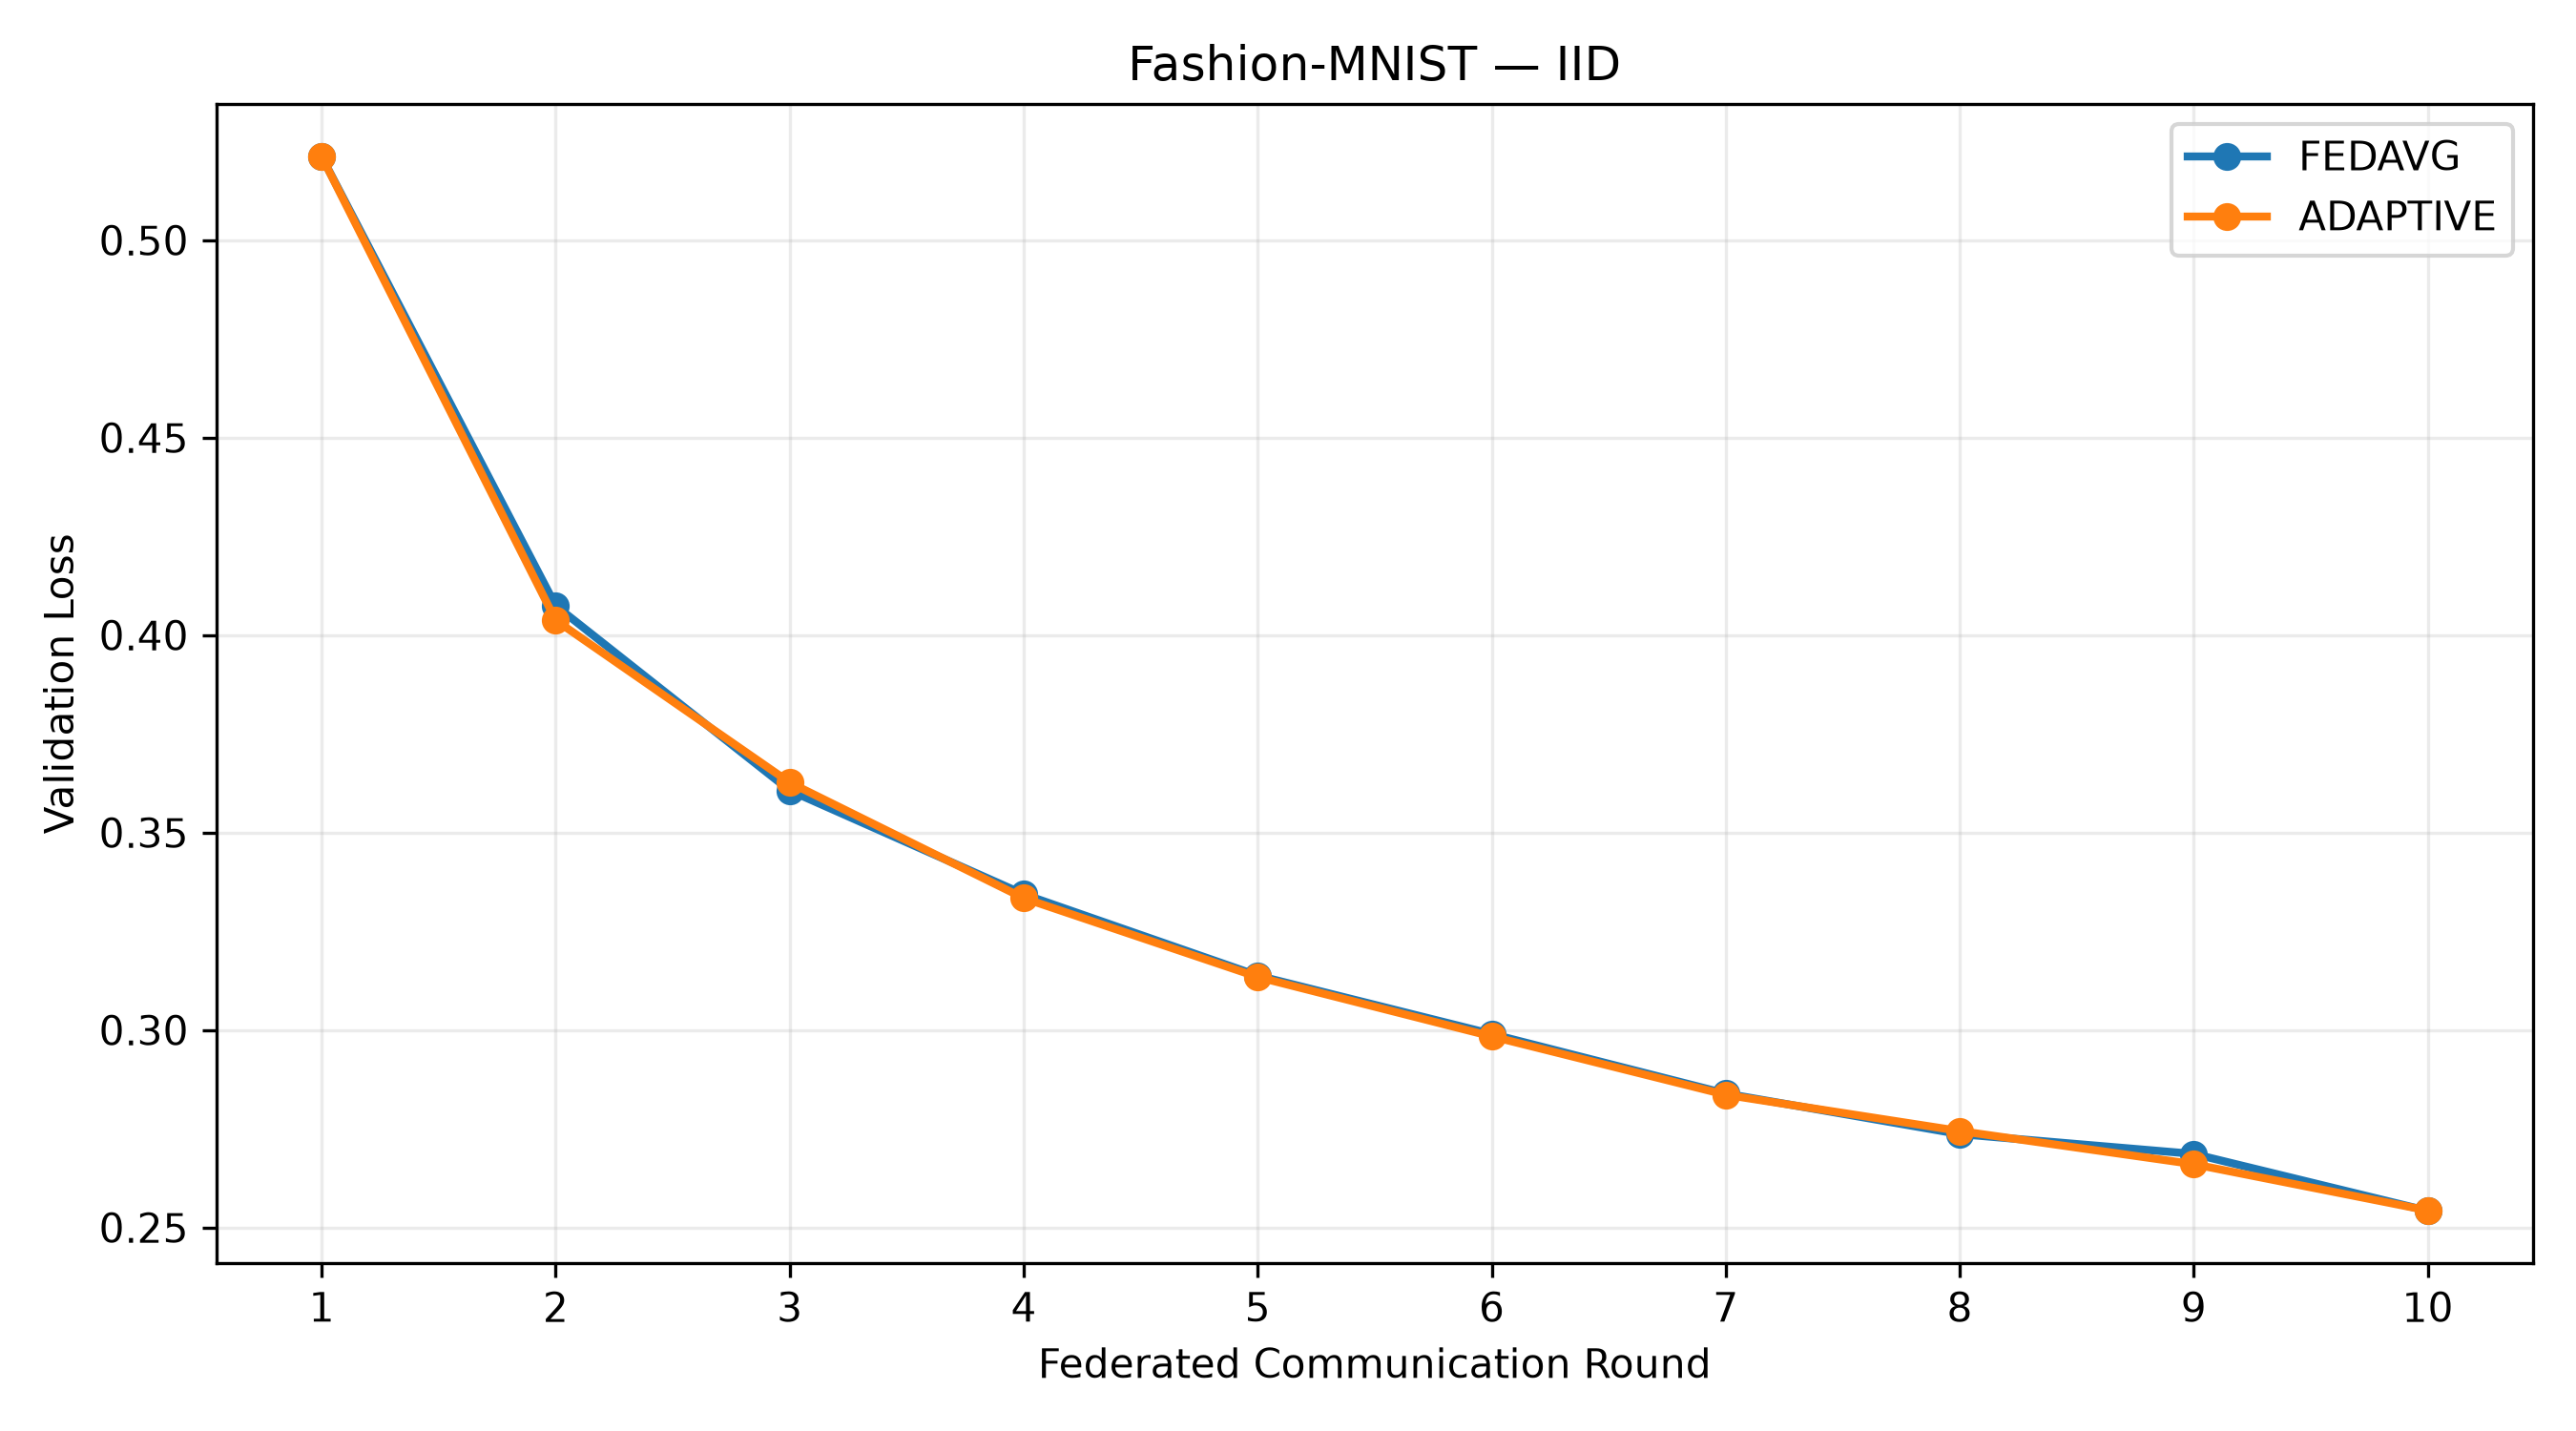 Fashion-MNIST — IID
FEDAVG
ADAPTIVE
Validation Loss
0.50
0.45
0.40
0.35
0.30
0.25
1 2 3 4 5 6 7 8 9 10
Federated Communication Round